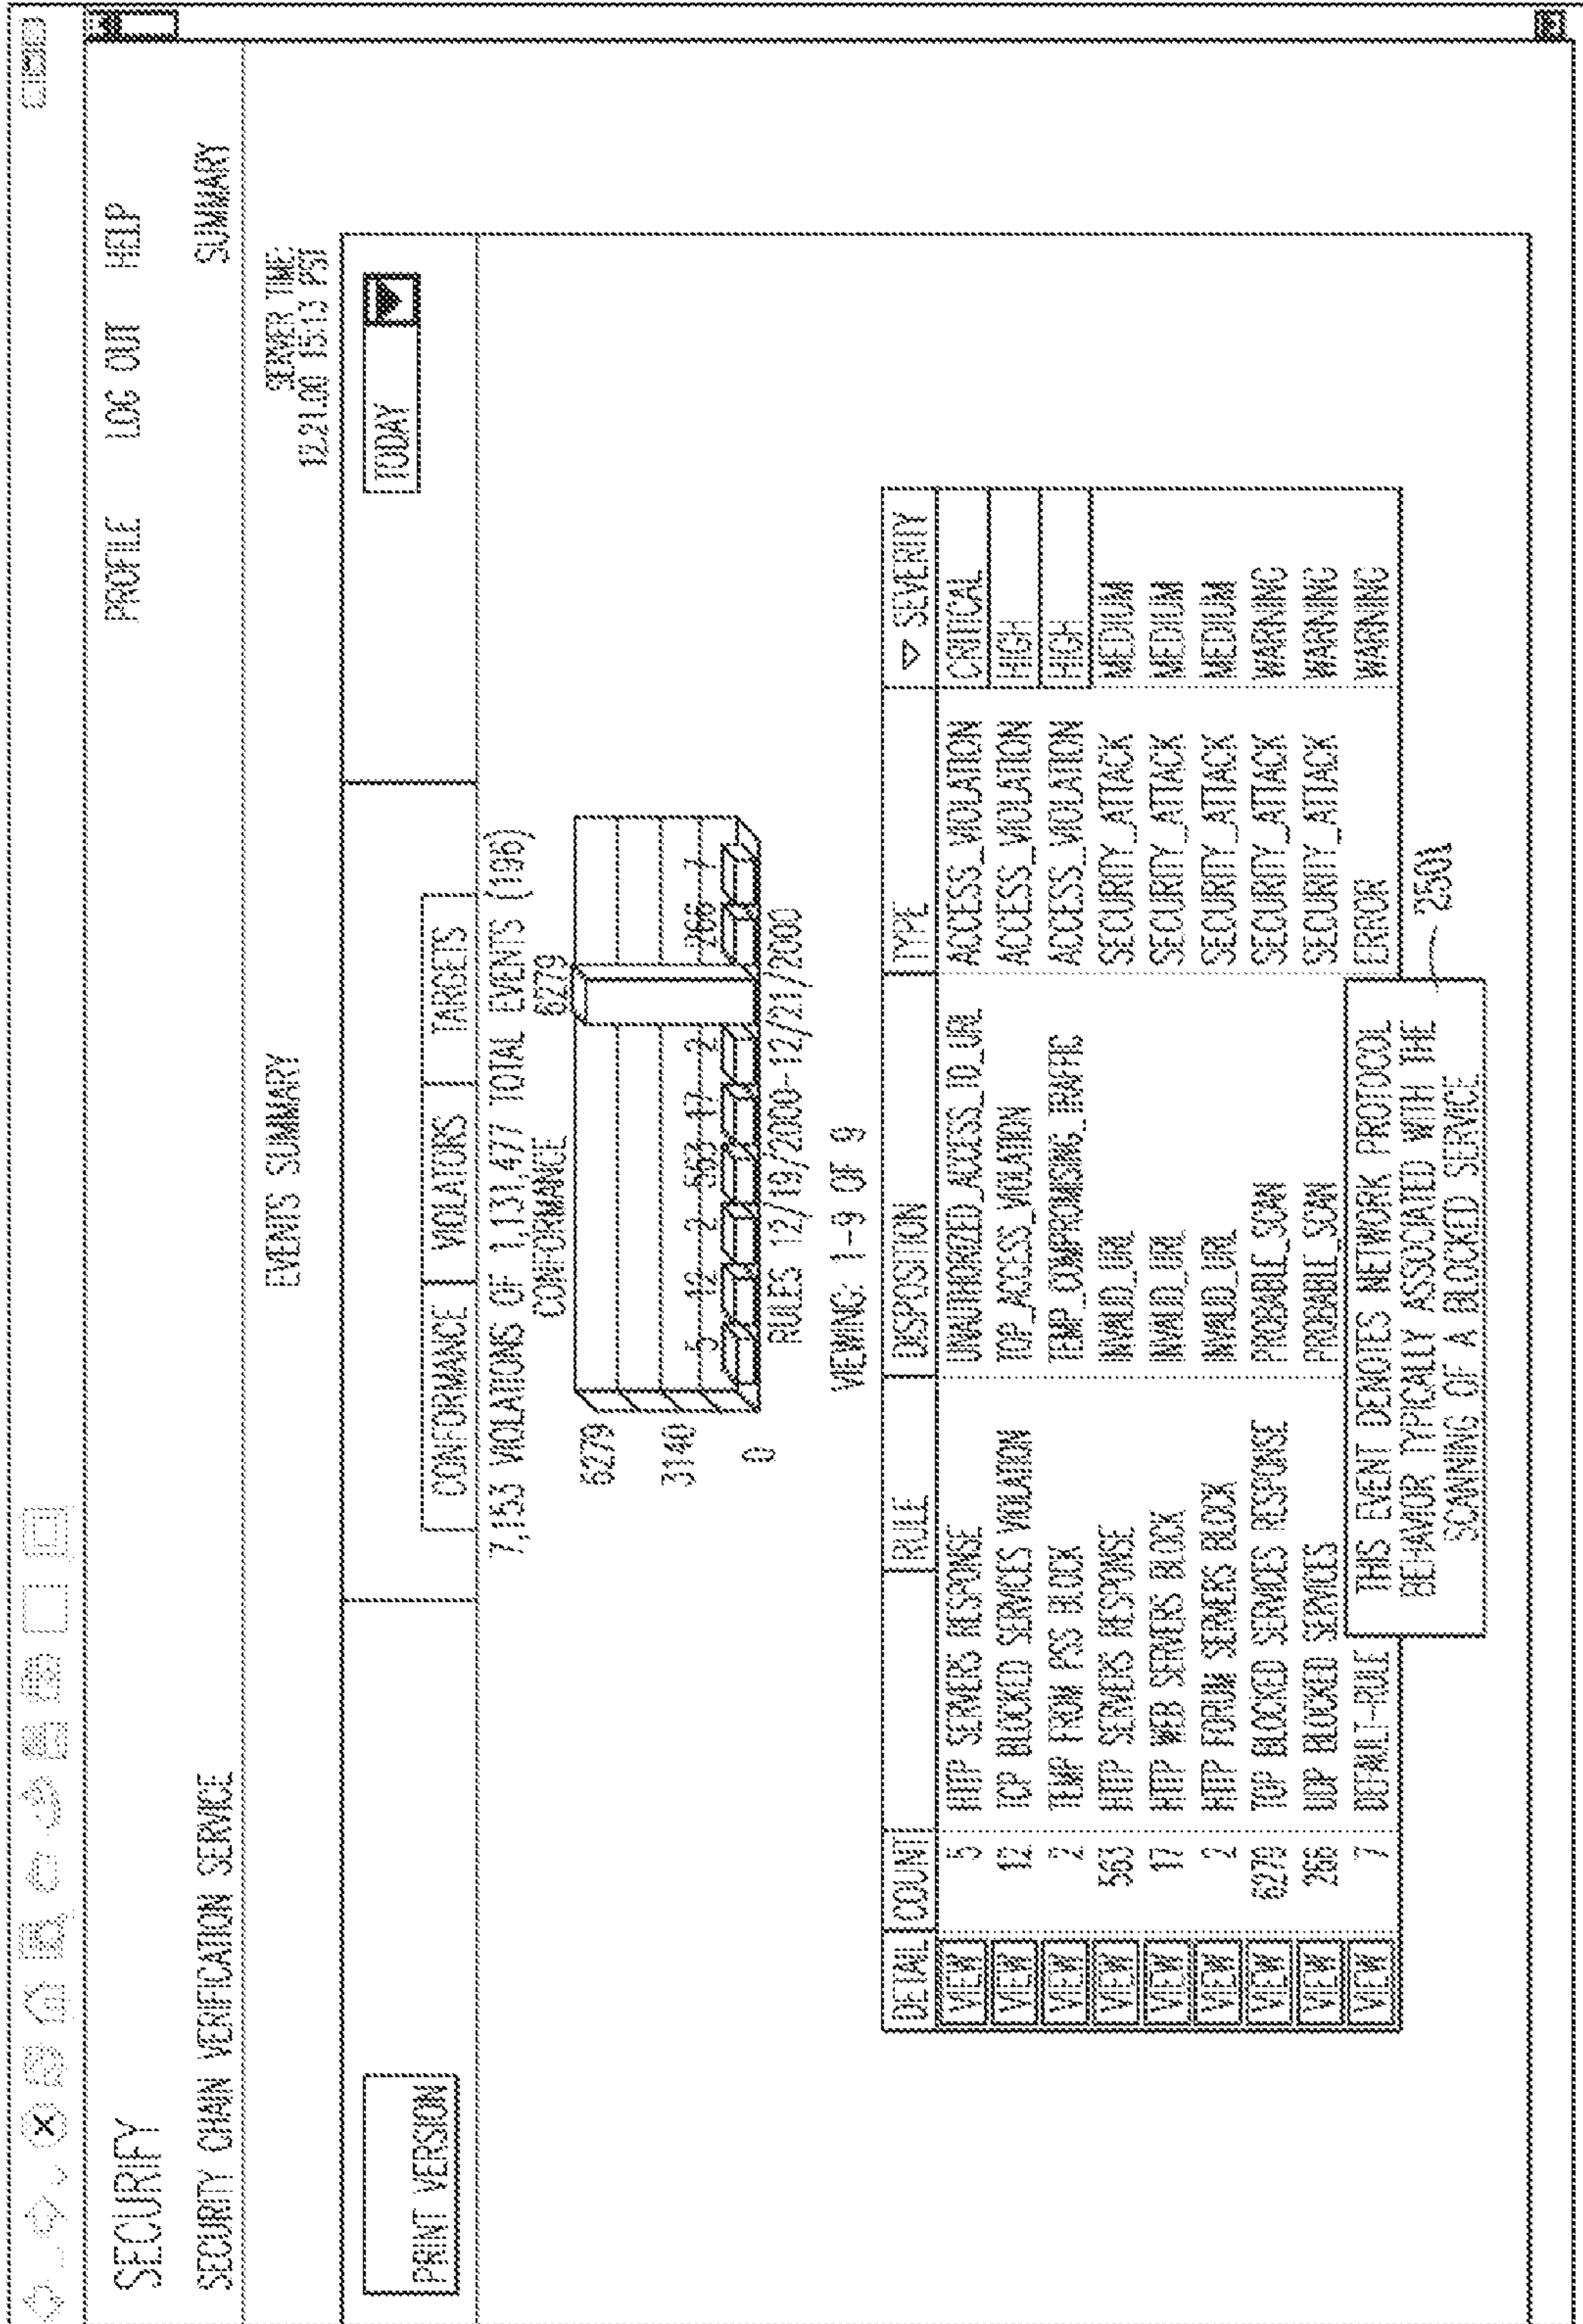 SECURIFY
PROFILE LOG OUT HELP
SECURITY CHAIN VERIFICATION SERVICE
SUMMARY
EVENTS SUMMARY
SERVER TIME:
12.21.00 15:13 PST
PRINT VERSION
CONFORMANCE VIOLATORS TARGETS
TODAY
7,153 VIOLATIONS OF 1,131,477 TOTAL EVENTS (196)
CONFORMANCE
6279
6279
3140
0
5 12 2 563 17 2 266 7
RULES 12/19/2000-12/21/2000
VIEWING: 1-9 OF 9
DETAIL COUNT RULE DISPOSITION TYPE SEVERITY
VIEW 5 HTTP SERVERS RESPONSE UNAUTHORIZED_ACCESS_TO_URL ACCESS_VIOLATION CRITICAL
VIEW 12 TCP BLOCKED SERVICES VIOLATION TCP_ACCESS_VIOLATION ACCESS_VIOLATION HIGH
VIEW 2 TEMP FROM PSS BLOCK TEMP_COMPROMISING_TRAFFIC ACCESS_VIOLATION HIGH
VIEW 563 HTTP SERVERS RESPONSE INVALID_URL SECURITY_ATTACK MEDIUM
VIEW 17 HTTP WEB SERVERS BLOCK INVALID_URL SECURITY_ATTACK MEDIUM
VIEW 2 HTTP FORUM SERVERS BLOCK INVALID_URL SECURITY_ATTACK MEDIUM
VIEW 6279 TCP BLOCKED SERVICES RESPONSE PROBABLE_SCAN SECURITY_ATTACK WARNING
VIEW 266 UDP BLOCKED SERVICES PROBABLE_SCAN SECURITY_ATTACK WARNING
VIEW 7 DEFAULT-RULE ERROR WARNING
THIS EVENT DENOTES NETWORK PROTOCOL
BEHAVIOR TYPICALLY ASSOCIATED WITH THE
SCANNING OF A BLOCKED SERVICE
2501